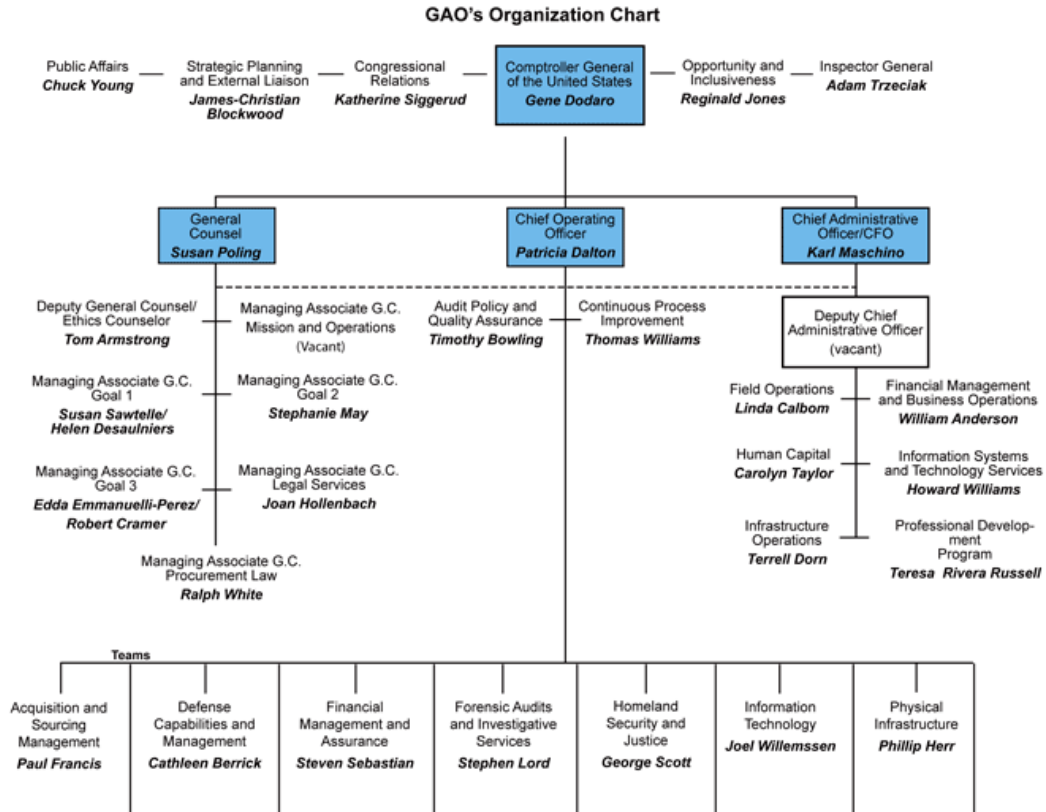 GAO's Organization Chart
Public Affairs
Chuck Young
Strategic Planning
and External Liaison
James-Christian
Blockwood
Congressional
Relations
Katherine Siggerud
Comptroller General
of the United States
Gene Dodaro
Opportunity and
Inclusiveness
Reginald Jones
Inspector General
Adam Trzeciak
General
Counsel
Susan Poling
Chief Operating
Officer
Patricia Dalton
Chief Administrative
Officer/CFO
Karl Maschino
Deputy General Counsel/
Ethics Counselor
Tom Armstrong
Managing Associate G.C.
Mission and Operations
(Vacant)
Managing Associate G.C.
Goal 1
Susan Sawtelle/
Helen Desaulniers
Managing Associate G.C.
Goal 2
Stephanie May
Managing Associate G.C.
Goal 3
Edda Emmanuelli-Perez/
Robert Cramer
Managing Associate G.C.
Legal Services
Joan Hollenbach
Managing Associate G.C.
Procurement Law
Ralph White
Audit Policy and
Quality Assurance
Timothy Bowling
Continuous Process
Improvement
Thomas Williams
Deputy Chief
Administrative Officer
(vacant)
Field Operations
Linda Calbom
Financial Management
and Business Operations
William Anderson
Human Capital
Carolyn Taylor
Information Systems
and Technology Services
Howard Williams
Infrastructure
Operations
Terrell Dorn
Professional Develop-
ment
Program
Teresa Rivera Russell
Teams
Acquisition and
Sourcing
Management
Paul Francis
Defense
Capabilities and
Management
Cathleen Berrick
Financial
Management and
Assurance
Steven Sebastian
Forensic Audits
and Investigative
Services
Stephen Lord
Homeland
Security and
Justice
George Scott
Information
Technology
Joel Willemssen
Physical
Infrastructure
Phillip Herr